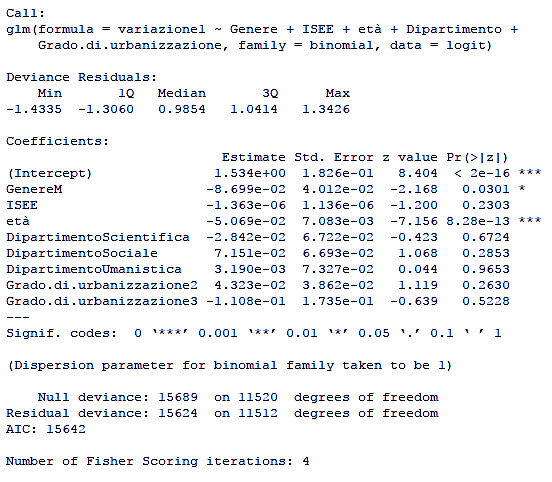 Call:
glm(formula = variazionel ~ Genere + ISEE + età + Dipartimento +
    Grado.di.urbanizzazione, family = binomial, data = logit)
Deviance Residuals:
    Min       1Q   Median       3Q      Max
-1.4335  -1.3060   0.9854   1.0414   1.3426
Coefficients:
                           Estimate Std. Error z value Pr(>|z|)
(Intercept)               1.534e+00  1.826e-01   8.404  < 2e-16 ***
GenereM                  -8.699e-02  4.012e-02  -2.168   0.0301 *
ISEE                     -1.363e-06  1.136e-06  -1.200   0.2303
età                      -5.069e-02  7.083e-03  -7.156 8.28e-13 ***
DipartimentoScientifica  -2.842e-02  6.722e-02  -0.423   0.6724
DipartimentoSociale       7.151e-02  6.693e-02   1.068   0.2853
DipartimentoUmanistica    3.190e-03  7.327e-02   0.044   0.9653
Grado.di.urbanizzazione2  4.323e-02  3.862e-02   1.119   0.2630
Grado.di.urbanizzazione3 -1.108e-01  1.735e-01  -0.639   0.5228
---
Signif. codes:  0 ‘***’ 0.001 ‘**’ 0.01 ‘*’ 0.05 ‘.’ 0.1 ‘ ’ 1
(Dispersion parameter for binomial family taken to be 1)
    Null deviance: 15689  on 11520  degrees of freedom
Residual deviance: 15624  on 11512  degrees of freedom
AIC: 15642
Number of Fisher Scoring iterations: 4